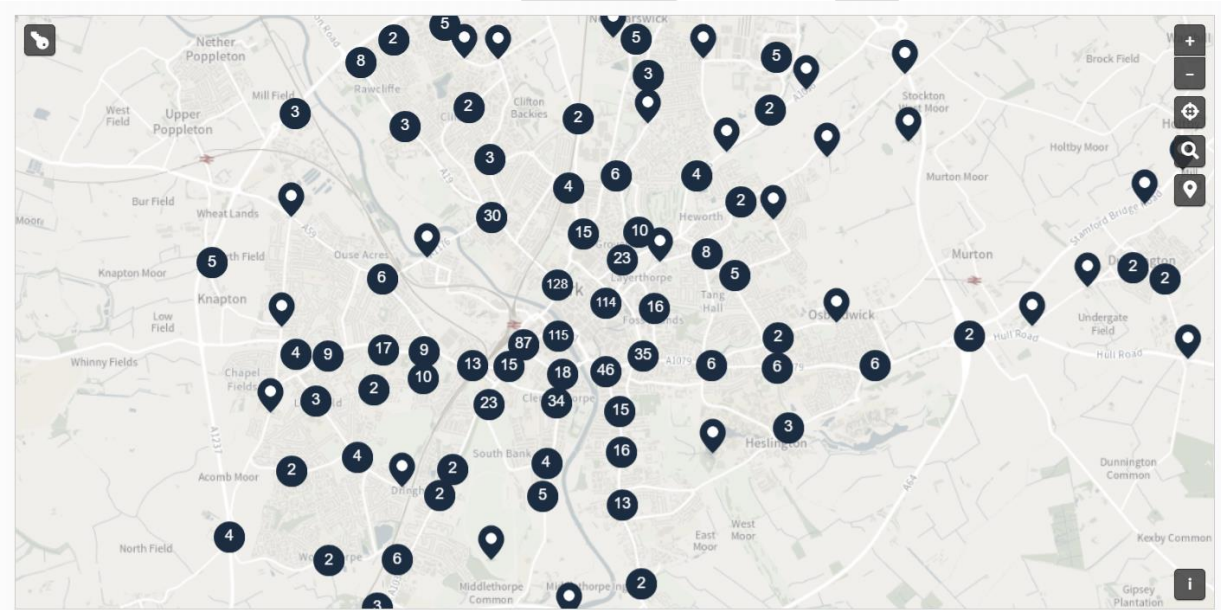 5
2
5
Nether
Poppleton
8
5
3
Rawcliffe
Brock Field
Mill Field
West
Field
Upper
Poppleton
3
3
2
Clifton
Backies
2
2
Stockton
West Moor
3
Holtby Moor
A19
4
6
4
Murton Moor
Bur Field
Wheat Lands
2
Stamford Bridge Road
30
Heworth
A59
15
10
Moor
5
Ouse Acres
23
8
Murton
2
2
Knapton Moor
6
Layerthorpe
5
128
Knapton
114
16
Tang
Hall
Osbaldwick
Low
Field
Undergate
Field
115
2
2
Hull Road
87
Whinny Fields
4
9
17
9
13
15
35
A1079
6
6
6
Hull Road
Chapel
Fields
10
18
46
2
3
23
34
15
3
Heslington
A1237
South Bank
16
Acomb Moor
2
4
2
4
Dunnington
Common
2
5
13
A64
4
North Field
East
Moor
West
Moor
Kexby Common
2
6
Middlethorpe
Common
2
Gipsey
Plantation
3
+
−
i